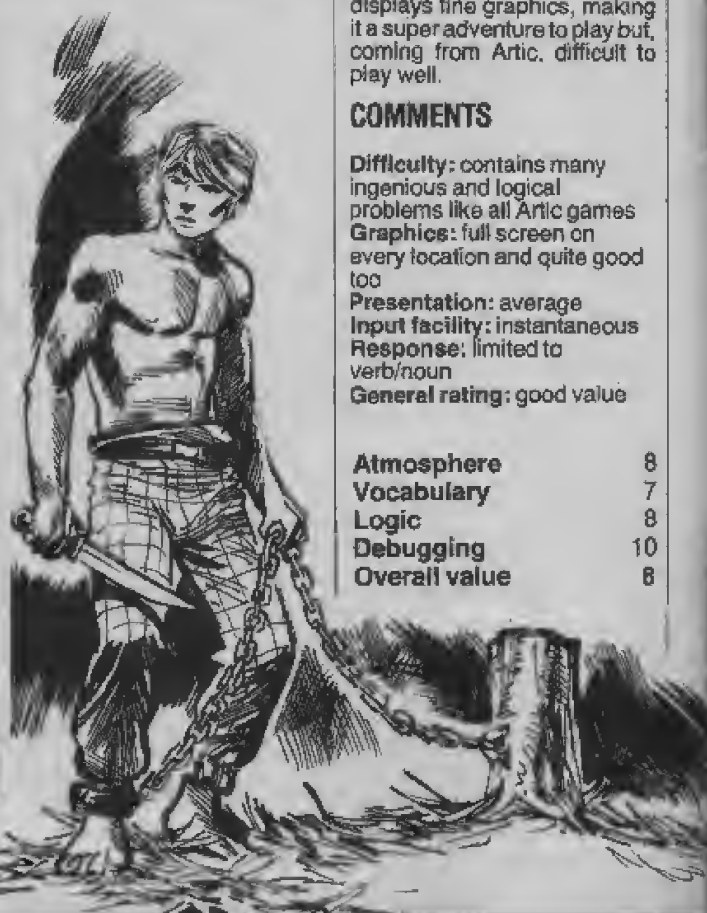 displays fine graphics, making
it a super adventure to play but,
coming from Artic, difficult to
play well.
COMMENTS
Difficulty: contains many
ingenious and logical
problems like all Artic games
Graphics: full screen on
every location and quite good
too
Presentation: average
Input facility: instantaneous
Response: limited to
verb/noun
General rating: good value
Atmosphere 8
Vocabulary 7
Logic 8
Debugging 10
Overall value 8